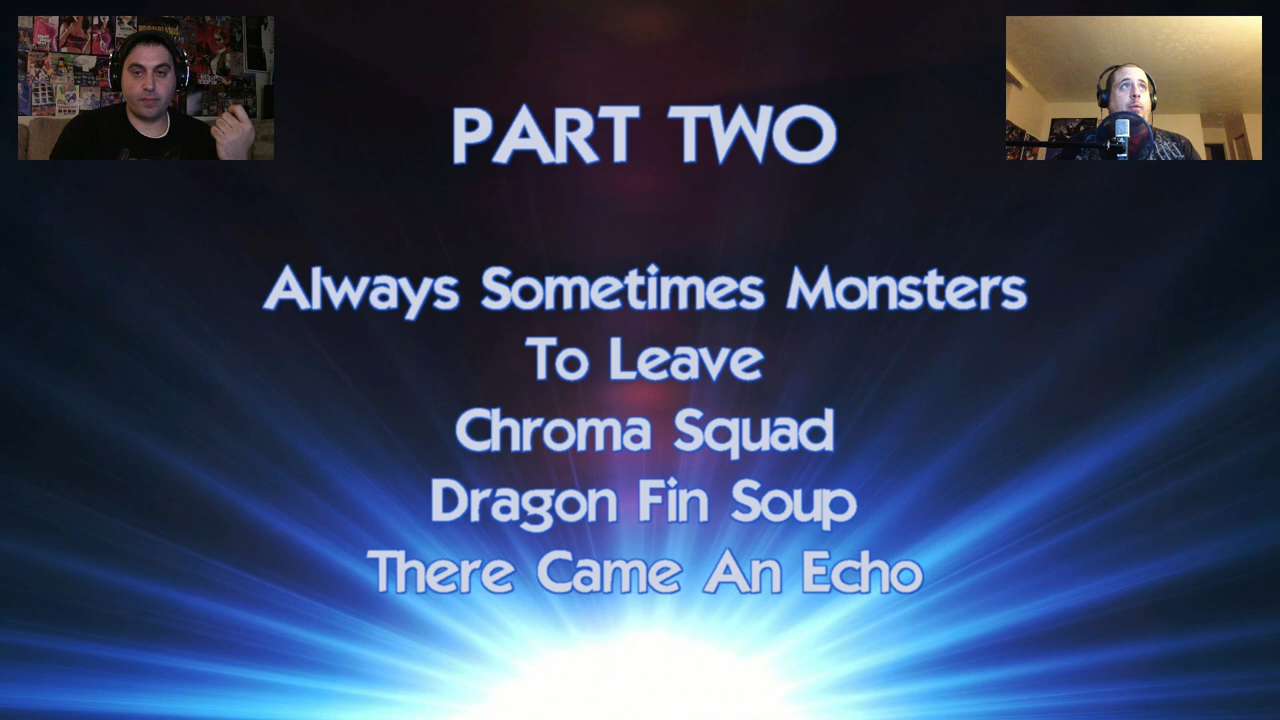 PART TWO
Always Sometimes Monsters
To Leave
Chroma Squad
Dragon Fin Soup
There Came An Echo